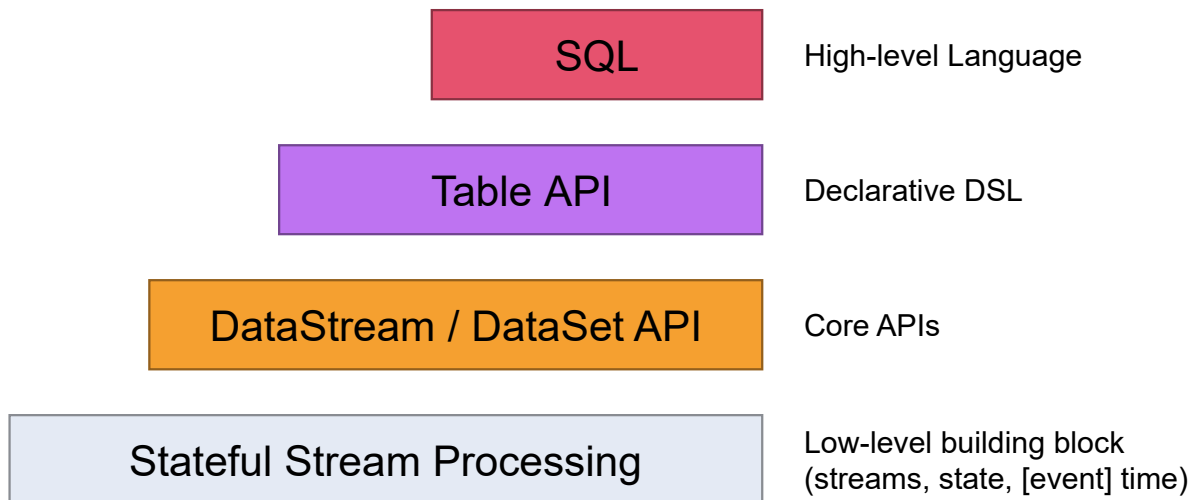 SQL
High-level Language
Table API
Declarative DSL
DataStream / DataSet API
Core APIs
Stateful Stream Processing
Low-level building block
(streams, state, [event] time)